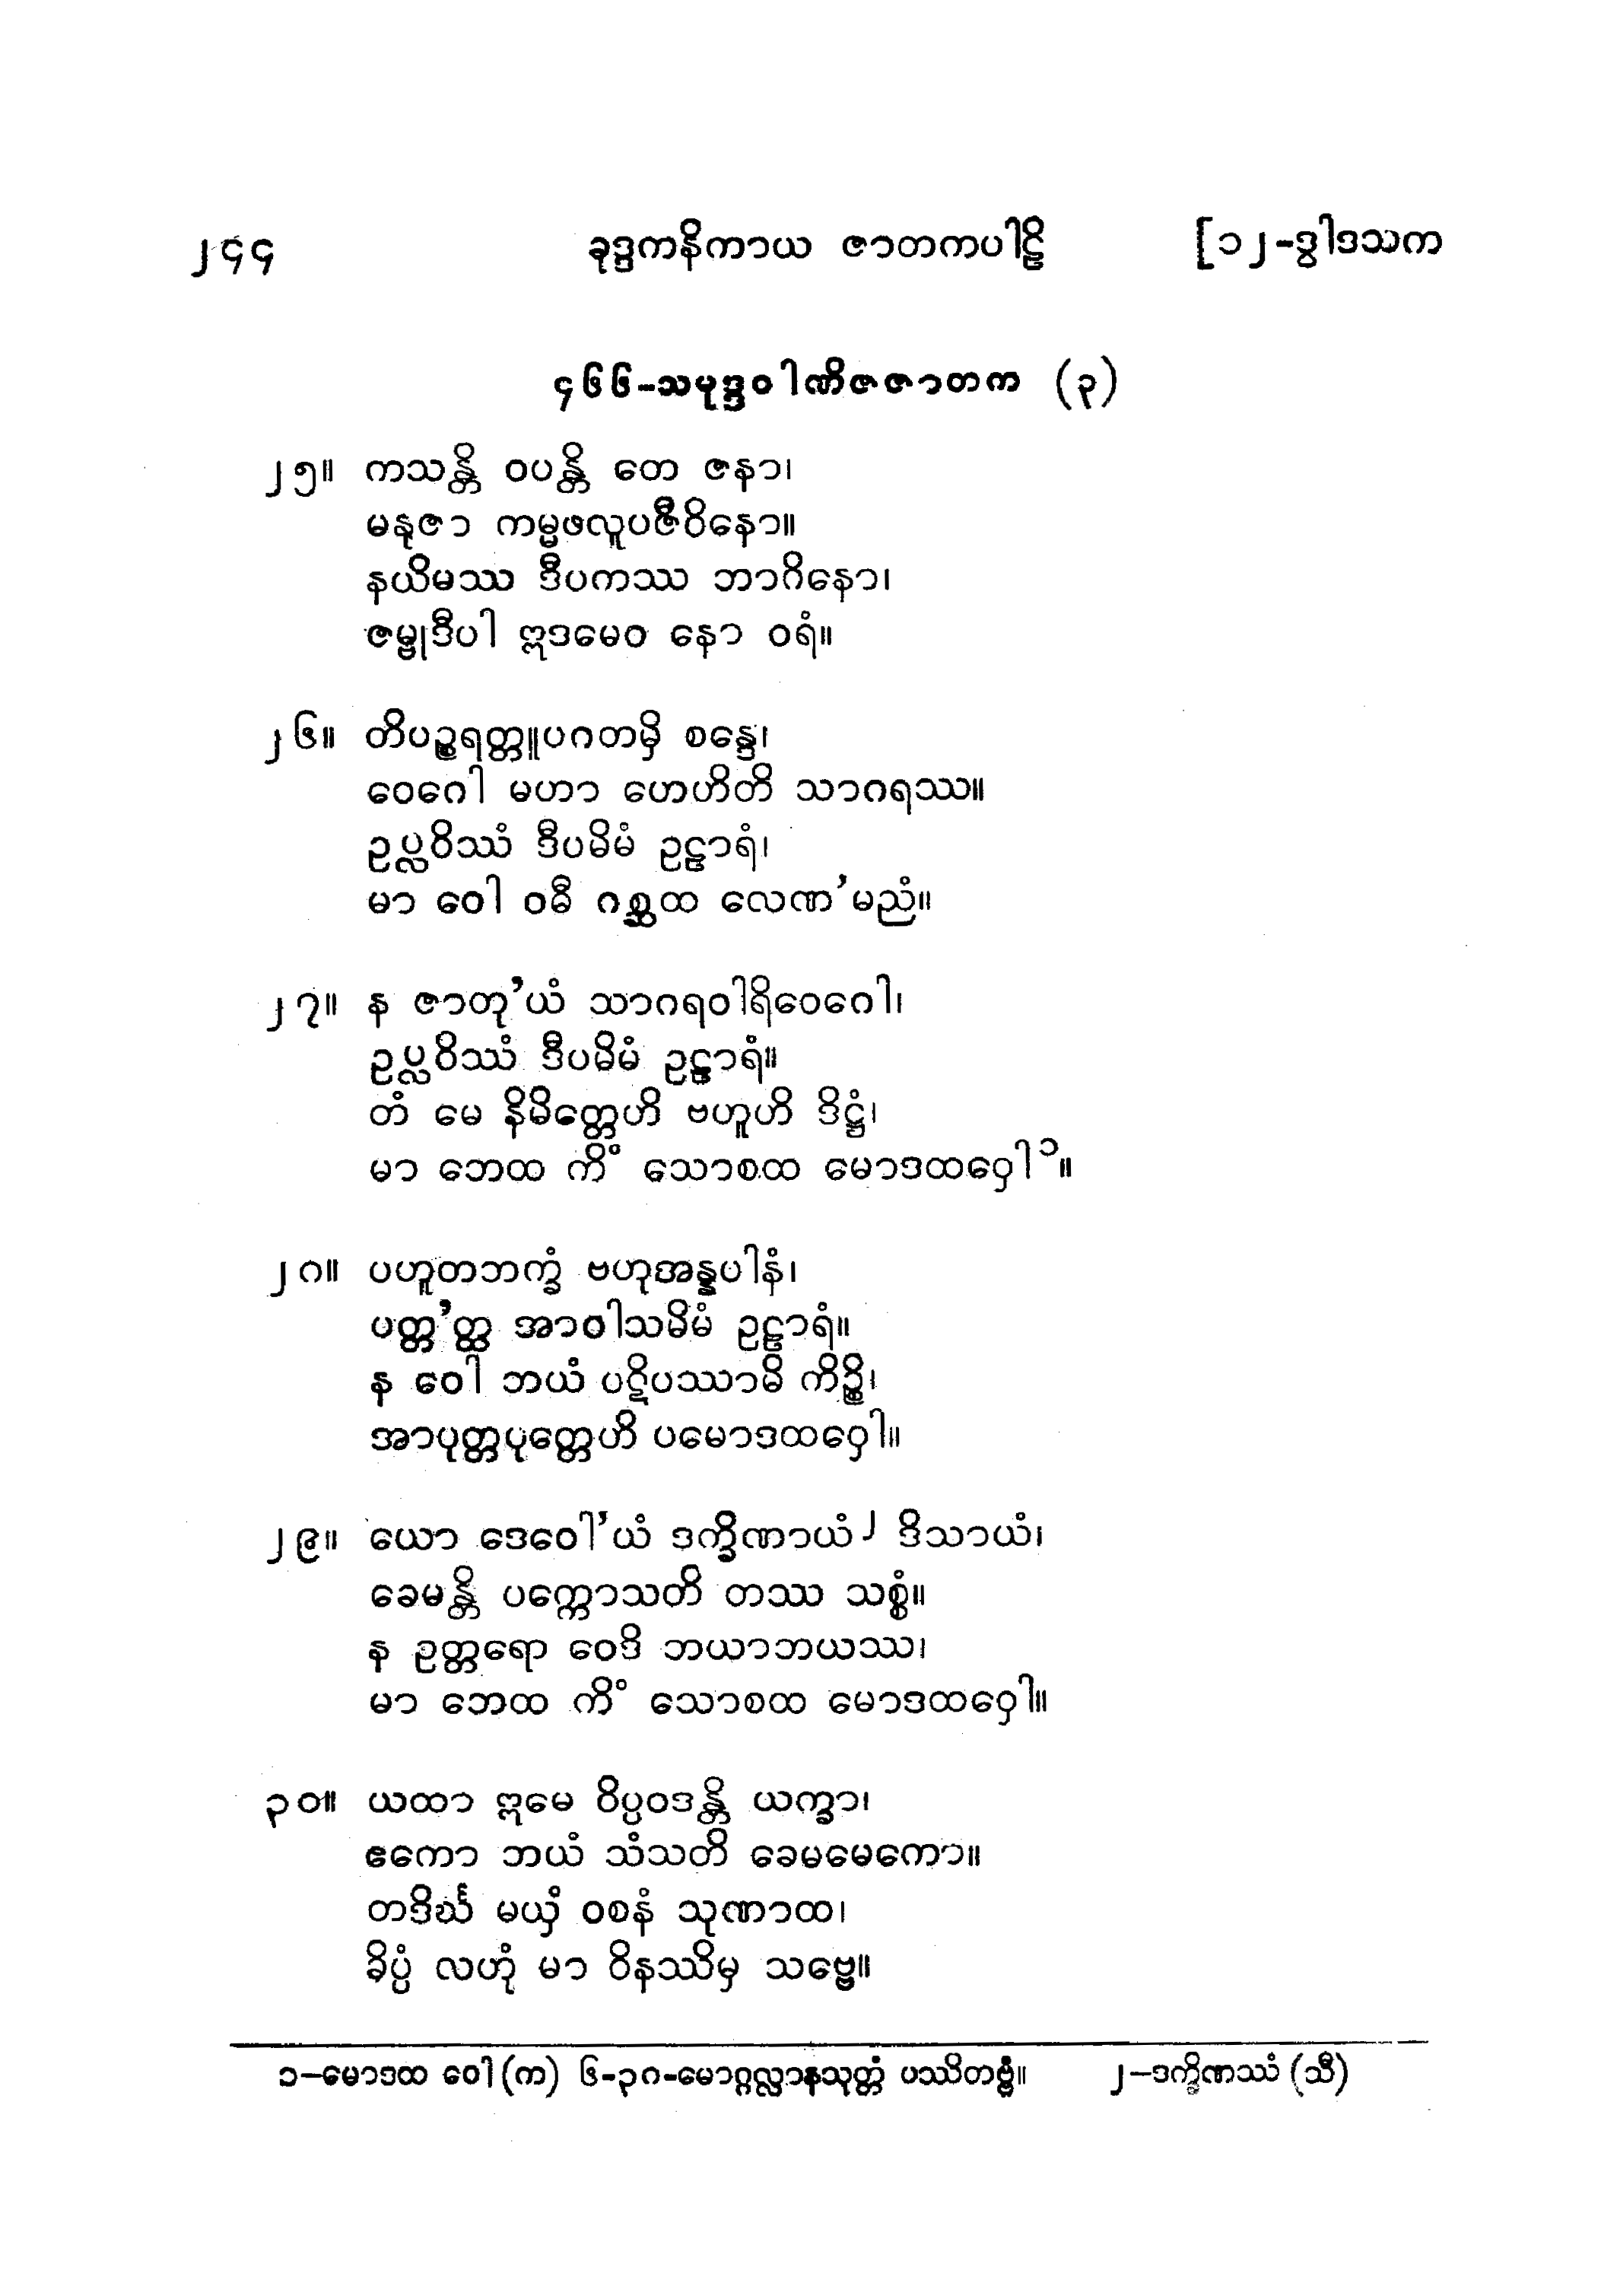 ၂၄၄ ခုဒ္ဒကနိကာယ ဇာတကပါဠိ [၁၂-ဒွါဒသက
၄၆၆-သမုဒ္ဒဝါဏိဇဇာတက (၃)
၂၅။ ကသန္တိ ဝပန္တိ တေ ဇနာ၊
မနုဇာ ကမ္မဖလူပဇီဝိနော။
နယိမဿ ဒီပကဿ ဘာဂိနော၊
ဇမ္ဗုဒီပါ ဣဒမေဝ နော ဝရံ။
၂၆။ တိပဉ္စရတ္တူပဂတမှိ စန္ဒေ၊
ဝေဂေါ မဟာ ဟေဟိတိ သာဂရဿ။
ဥပ္လဝိဿံ ဒီပမိမံ ဥဠာရံ၊
မာ ဝေါ ဝဓီ ဂစ္ဆထ လေဏ’မညံ။
၂၇။ န ဇာတု’ယံ သာဂရဝါရိဝေဂေါ၊
ဥပ္လဝိဿံ ဒီပမိမံ ဥဠာရံ။
တံ မေ နိမိတ္တေဟိ ဗဟူဟိ ဒိဋ္ဌံ၊
မာ ဘေထ ကိံ သောစထ မောဒထဝှေါ၁။
၂၈။ ပဟူတဘက္ခံ ဗဟုအန္နပါနံ၊
ပတ္တ’တ္ထ အာဝါသမိမံ ဥဠာရံ။
န ဝေါ ဘယံ ပဋိပဿာမိ ကိဉ္စိ၊
အာပုတ္တပုတ္တေဟိ ပမောဒထဝှေါ။
၂၉။ ယော ဒေဝေါ’ယံ ဒက္ခိဏာယံ၂ ဒိသာယံ၊
ခေမန္တိ ပက္ကောသတိ တဿ သစ္စံ။
န ဥတ္တရော ဝေဒိ ဘယာဘယဿ၊
မာ ဘေထ ကိံ သောစထ မောဒထဝှေါ။
၃၀။ ယထာ ဣမေ ဝိပ္ပဝဒန္တိ ယက္ခာ၊
ဧကော ဘယံ သံသတိ ခေမမေကော။
တဒိင်္ဃ မယှံ ဝစနံ သုဏာထ၊
ခိပ္ပံ လဟုံ မာ ဝိနဿိမှ သဗ္ဗေ။
၁–မောဒထ ဝေါ (က) ၆-၃၈-မောဂ္ဂလ္လာနသုတ္တံ ပဿိတဗ္ဗံ။ ၂–ဒက္ခိဏဿံ (သီ)